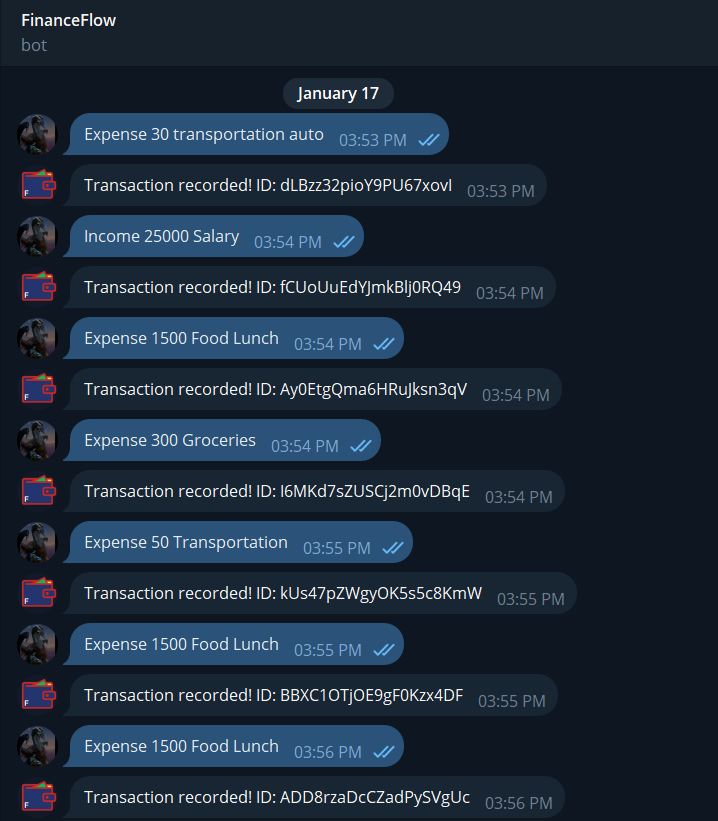 FinanceFlow
bot
January 17
Expense 30 transportation auto 03:53 PM
Transaction recorded! ID: dLBzz32pioY9PU67xovI 03:53 PM
Income 25000 Salary 03:54 PM
F
Transaction recorded! ID: fCUoUuEdYJmkBlj0RQ49 03:54 PM
Expense 1500 Food Lunch 03:54 PM
F
Transaction recorded! ID: Ay0EtgQma6HRuJksn3qV 03:54 PM
Expense 300 Groceries 03:54 PM
F
Transaction recorded! ID: I6MKd7sZUSCj2m0vDBqE 03:54 PM
Expense 50 Transportation 03:55 PM
F
Transaction recorded! ID: kUs47pZWgyOK5s5c8KmW 03:55 PM
Expense 1500 Food Lunch 03:55 PM
F
Transaction recorded! ID: BBXC1OTjOE9gF0Kzx4DF 03:55 PM
Expense 1500 Food Lunch 03:56 PM
F
Transaction recorded! ID: ADD8rzaDcCZadPySVgUc 03:56 PM